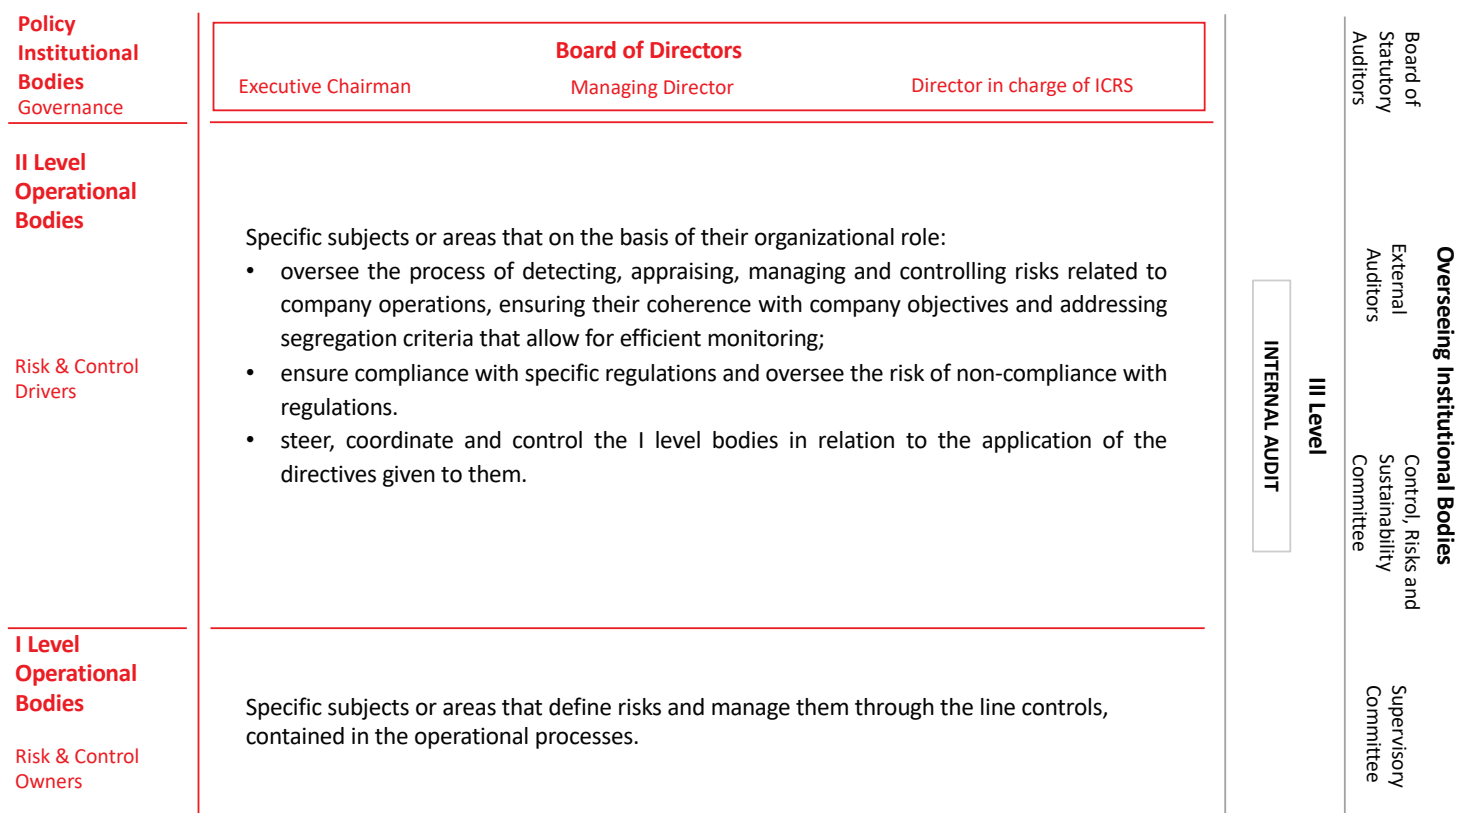 Policy
Institutional
Bodies
Governance
Board of Directors
Executive Chairman
Managing Director
Director in charge of ICRS
II Level
Operational
Bodies
Risk & Control
Drivers
Specific subjects or areas that on the basis of their organizational role:
• oversee the process of detecting, appraising, managing and controlling risks related to
company operations, ensuring their coherence with company objectives and addressing
segregation criteria that allow for efficient monitoring;
• ensure compliance with specific regulations and oversee the risk of non-compliance with
regulations.
• steer, coordinate and control the I level bodies in relation to the application of the
directives given to them.
I Level
Operational
Bodies
Risk & Control
Owners
Specific subjects or areas that define risks and manage them through the line controls,
contained in the operational processes.
INTERNAL AUDIT
III Level
Overseeing Institutional Bodies
Board of
Statutory
Auditors
External
Auditors
Control, Risks and
Sustainability
Committee
Supervisory
Committee